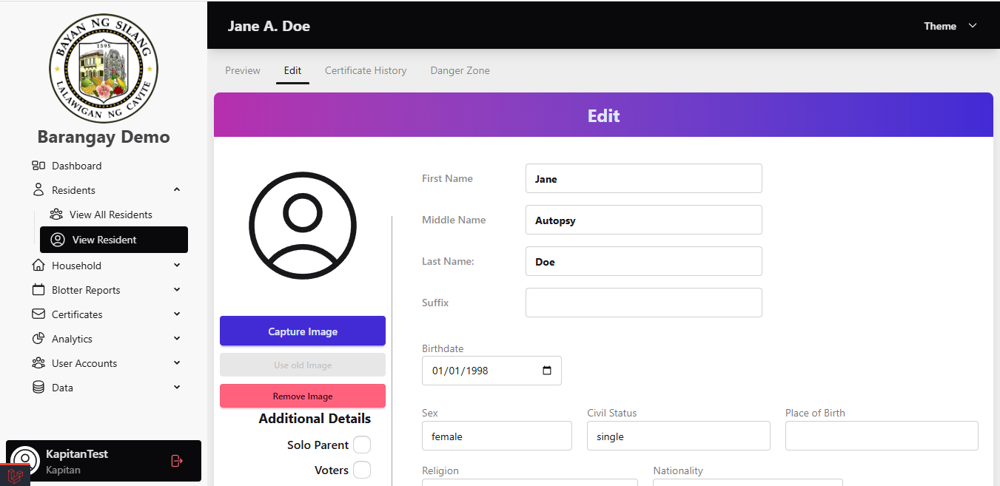 BAYAN NG SILANG
1595
LALAWIGAN NG CAVITE
Barangay Demo
Dashboard
Residents
View All Residents
View Resident
Household
Blotter Reports
Certificates
Analytics
User Accounts
Data
KapitanTest
Kapitan
Jane A. Doe
Theme
Preview
Edit
Certificate History
Danger Zone
Edit
Capture Image
Use old Image
Remove Image
Additional Details
Solo Parent
Voters
First Name
Jane
Middle Name
Autopsy
Last Name:
Doe
Suffix
Birthdate
01/01/1998
Sex
Civil Status
Place of Birth
female
single
Religion
Nationality